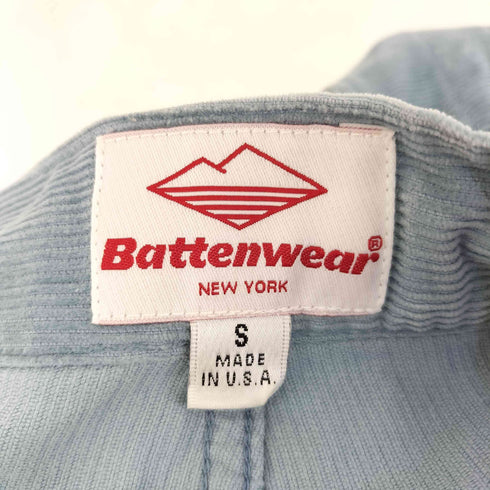 Battenwear®
NEW YORK
S
MADE
IN U.S.A.